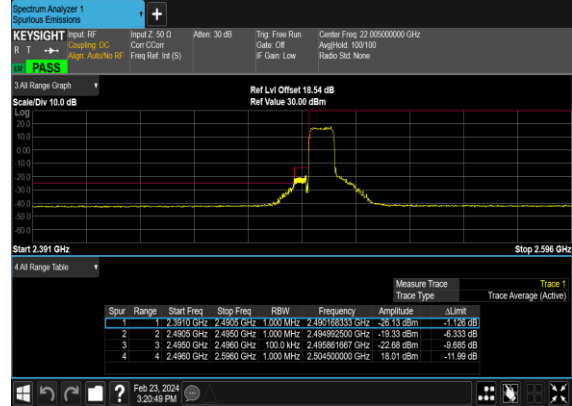 Spectrum Analyzer 1
Spurious Emissions
+
KEYSIGHT Input: RF Input Z: 50 Ω Atten: 30 dB Trig: Free Run Center Freq: 22.005000000 GHz
R T Coupling: DC Corr CCorr Gate: Off Avg|Hold: 100/100
Align: Auto/No RF Freq Ref: Int (S) IF Gain: Low Radio Std: None
PASS
3 All Range Graph
Ref Lvl Offset 18.54 dB
Scale/Div 10.0 dB Ref Value 30.00 dBm
Log
20.0
10.0
0.00
-10.0
-20.0
-30.0
-40.0
-50.0
-60.0
Start 2.391 GHz Stop 2.596 GHz
4 All Range Table
Measure Trace Trace 1
Trace Type Trace Average (Active)
Spur Range Start Freq Stop Freq RBW Frequency Amplitude ΔLimit
1 1 2.3910 GHz 2.4905 GHz 1.000 MHz 2.490168333 GHz -26.13 dBm -1.126 dB
2 2 2.4905 GHz 2.4950 GHz 1.000 MHz 2.494992500 GHz -19.33 dBm -6.333 dB
3 3 2.4950 GHz 2.4960 GHz 100.0 kHz 2.495861667 GHz -22.68 dBm -9.685 dB
4 4 2.4960 GHz 2.5960 GHz 1.000 MHz 2.504500000 GHz 18.01 dBm -11.99 dB
?
Feb 23, 2024
3:20:49 PM